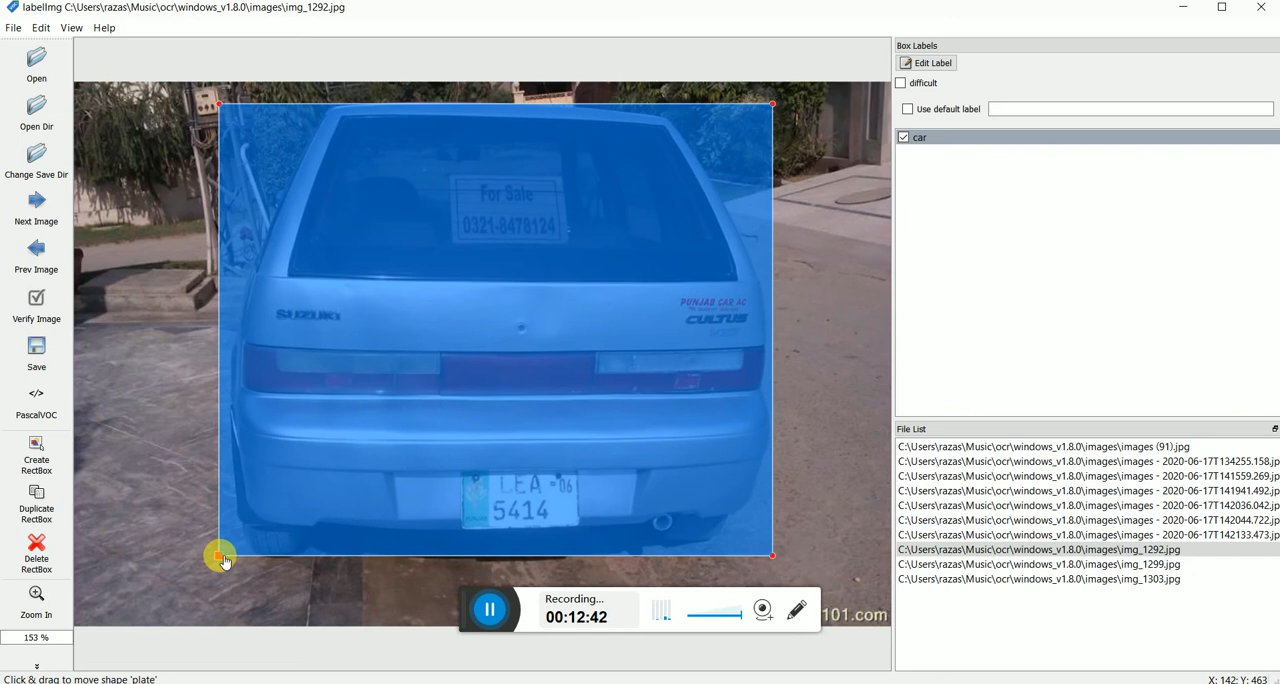 labelImg C:\Users\razas\Music\ocr\windows_v1.8.0\images\img_1292.jpg
File Edit View Help
Open
Open Dir
Change Save Dir
Next Image
Prev Image
Verify Image
Save
</>
PascalVOC
Create
RectBox
Duplicate
RectBox
Delete
RectBox
Zoom In
153 %
For Sale
0321-8478124
SUZUKI
PUNJAB CAR AC
CULTUS
LEA - 06
5414
101.com
Recording...
00:12:42
Box Labels
Edit Label
difficult
Use default label
car
File List
C:\Users\razas\Music\ocr\windows_v1.8.0\images\images (91).jpg
C:\Users\razas\Music\ocr\windows_v1.8.0\images\images - 2020-06-17T134255.158.jp
C:\Users\razas\Music\ocr\windows_v1.8.0\images\images - 2020-06-17T141559.269.jp
C:\Users\razas\Music\ocr\windows_v1.8.0\images\images - 2020-06-17T141941.492.jp
C:\Users\razas\Music\ocr\windows_v1.8.0\images\images - 2020-06-17T142036.042.jp
C:\Users\razas\Music\ocr\windows_v1.8.0\images\images - 2020-06-17T142044.722.jp
C:\Users\razas\Music\ocr\windows_v1.8.0\images\images - 2020-06-17T142133.473.jp
C:\Users\razas\Music\ocr\windows_v1.8.0\images\img_1292.jpg
C:\Users\razas\Music\ocr\windows_v1.8.0\images\img_1299.jpg
C:\Users\razas\Music\ocr\windows_v1.8.0\images\img_1303.jpg
Click & drag to move shape 'plate'
X: 142; Y: 463